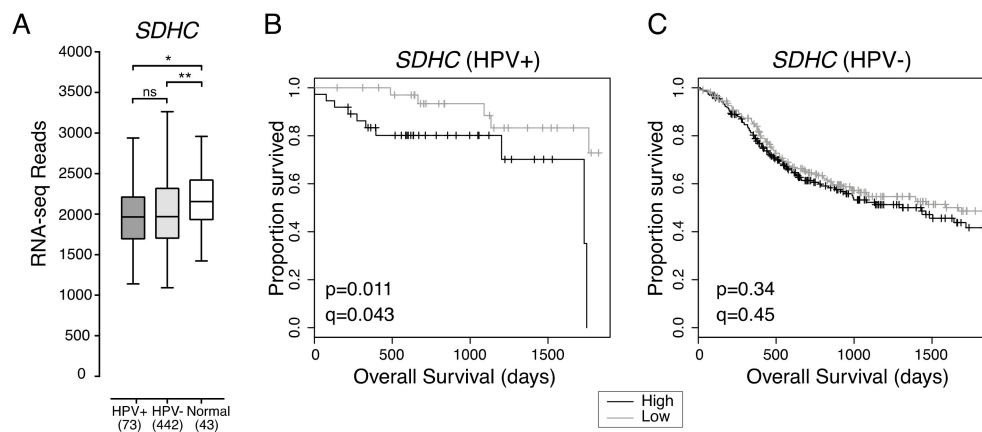 A
SDHC
4000
3500
3000
2500
2000
1500
1000
500
0
RNA-seq Reads
*
**
ns
HPV+ HPV- Normal
(73) (442) (43)
B
SDHC (HPV+)
1.0
0.8
0.6
0.4
0.2
0.0
Proportion survived
p=0.011
q=0.043
0 500 1000 1500
Overall Survival (days)
C
SDHC (HPV-)
1.0
0.8
0.6
0.4
0.2
0.0
Proportion survived
p=0.34
q=0.45
0 500 1000 1500
Overall Survival (days)
High
Low